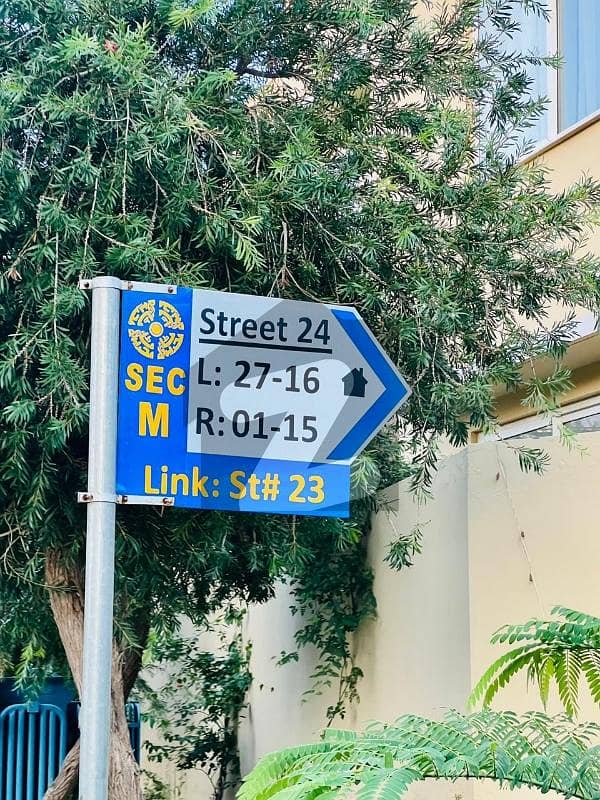 Street 24
SEC
M
L: 27-16
R: 01-15
Link: St# 23